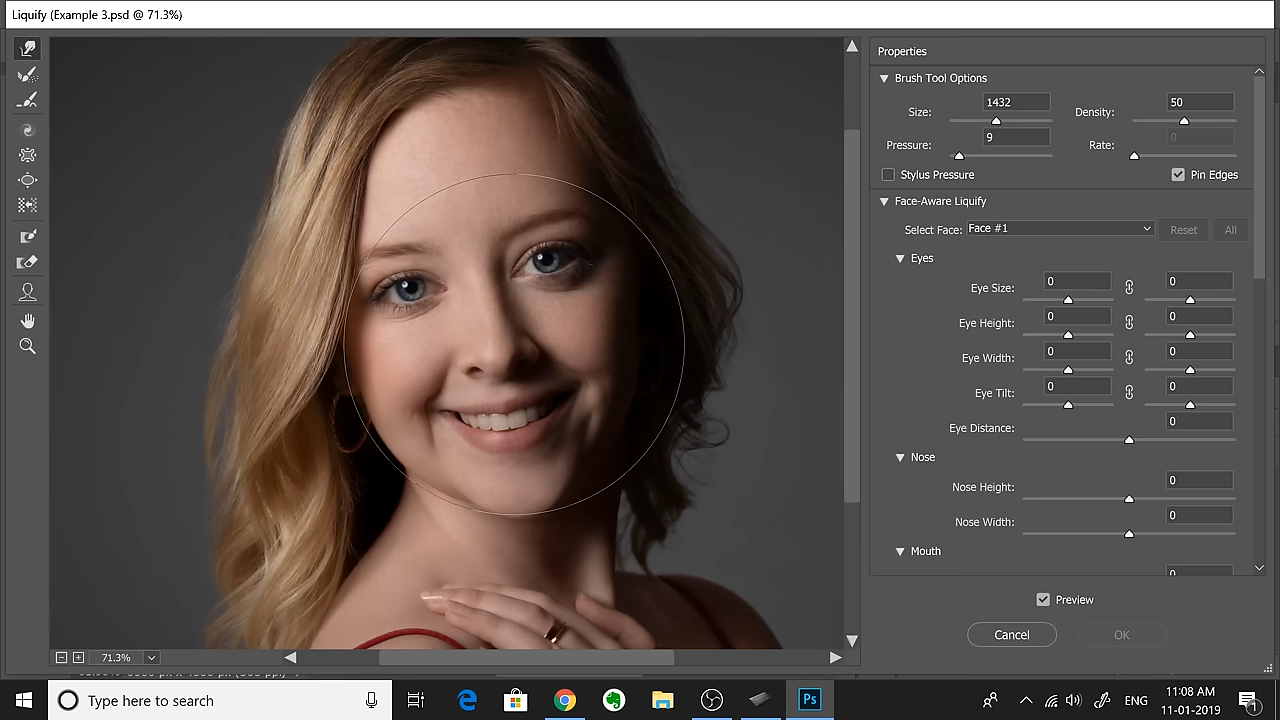 Liquify (Example 3.psd @ 71.3%)
Properties
Brush Tool Options
Size: 1432 Density: 50
Pressure: 9 Rate: 0
Stylus Pressure Pin Edges
Face-Aware Liquify
Select Face: Face #1 Reset All
Eyes
Eye Size: 0 0
Eye Height: 0 0
Eye Width: 0 0
Eye Tilt: 0 0
Eye Distance: 0
Nose
Nose Height: 0
Nose Width: 0
Mouth
0
Preview
Cancel OK
71.3%
Type here to search
Ps
ENG
11-01-2019
1